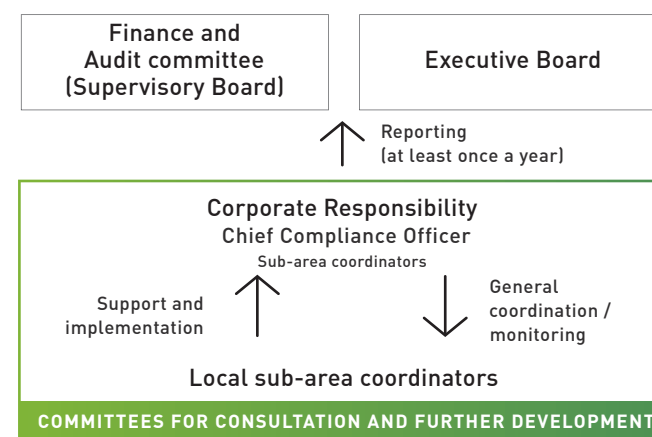 Finance and
Audit committee
(Supervisory Board)
Executive Board
Reporting
(at least once a year)
Corporate Responsibility
Chief Compliance Officer
Sub-area coordinators
Support and
implementation
General
coordination /
monitoring
Local sub-area coordinators
COMMITTEES FOR CONSULTATION AND FURTHER DEVELOPMENT